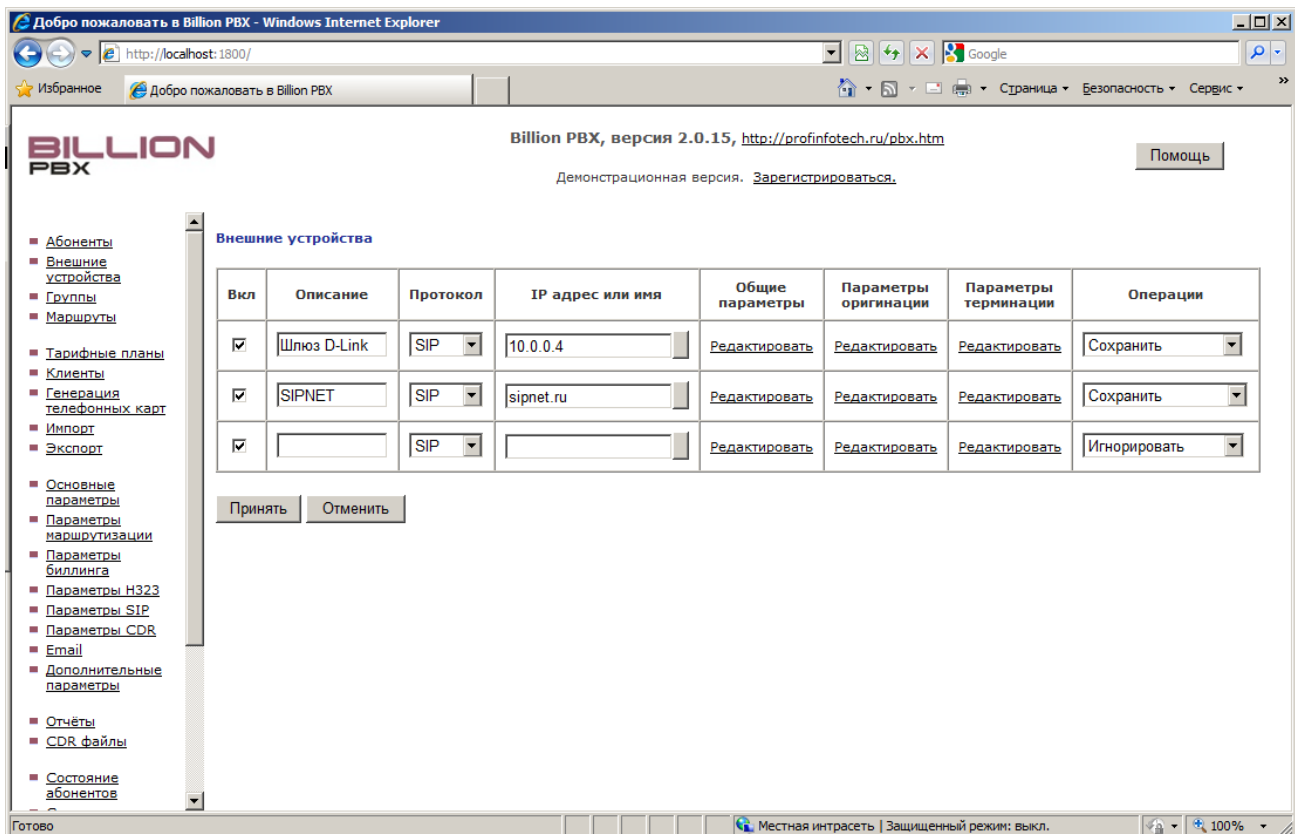 Добро пожаловать в Billion PBX - Windows Internet Explorer
http://localhost:1800/
Google
Избранное
Добро пожаловать в Billion PBX
Страница
Безопасность
Сервис
»
BILLION
PBX
Billion PBX, версия 2.0.15, http://profinfotech.ru/pbx.htm
Демонстрационная версия. Зарегистрироваться.
Помощь
Абоненты
Внешние
устройства
Группы
Маршруты
Тарифные планы
Клиенты
Генерация
телефонных карт
Импорт
Экспорт
Основные
параметры
Параметры
маршрутизации
Параметры
биллинга
Параметры H323
Параметры SIP
Параметры CDR
Email
Дополнительные
параметры
Отчёты
CDR файлы
Состояние
абонентов
Внешние устройства
Вкл Описание Протокол IP адрес или имя Общие параметры Параметры оригинации Параметры терминации Операции
Шлюз D-Link SIP 10.0.0.4 Редактировать Редактировать Редактировать Сохранить
SIPNET SIP sipnet.ru Редактировать Редактировать Редактировать Сохранить
SIP Редактировать Редактировать Редактировать Игнорировать
Принять Отменить
Готово
Местная интрасеть | Защищенный режим: выкл.
100%